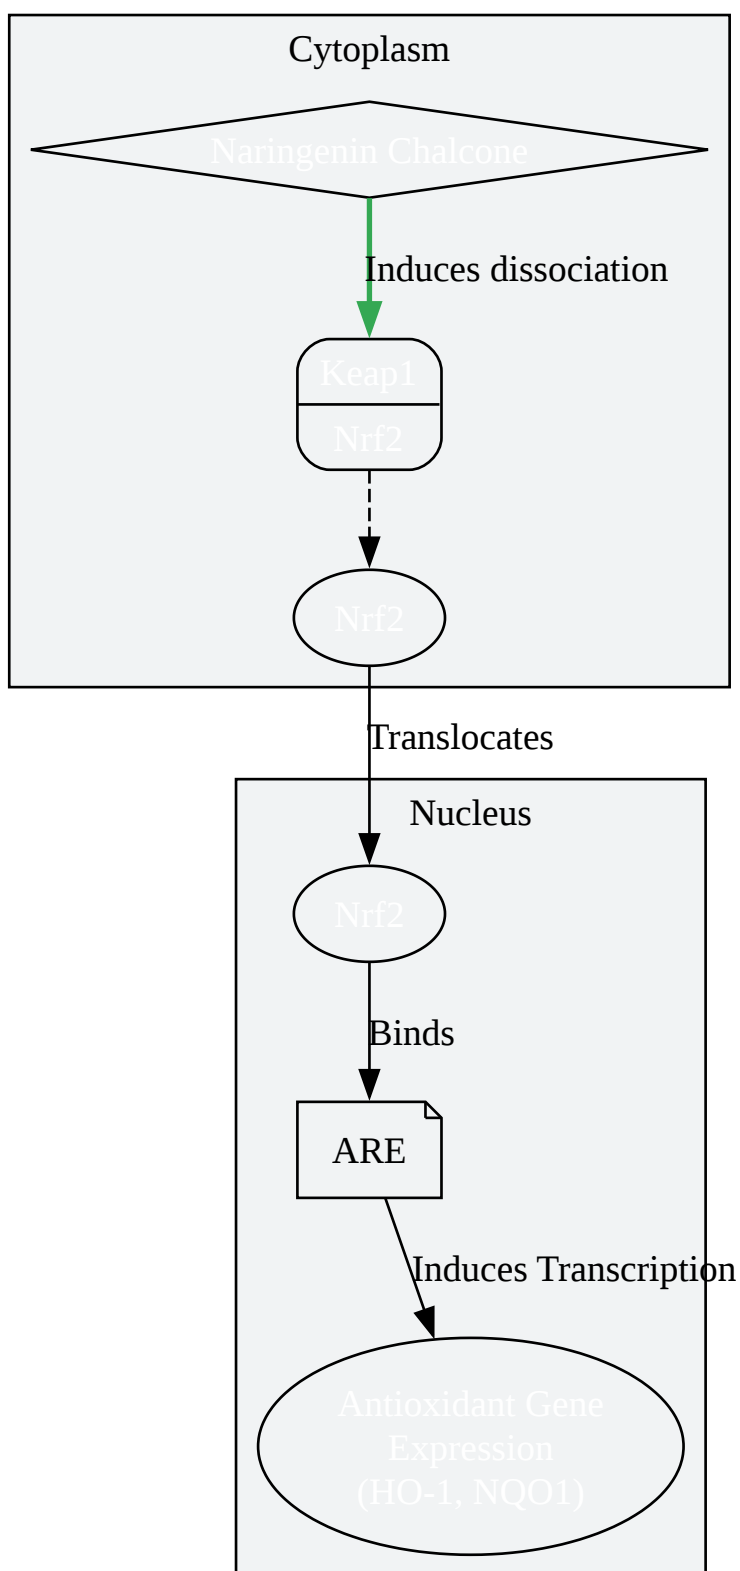 Cytoplasm
Naringenin Chalcone
Induces dissociation
Keap1
Nrf2
Nrf2
Translocates
Nucleus
Nrf2
Binds
ARE
Induces Transcription
Antioxidant Gene
Expression
(HO-1, NQO1)